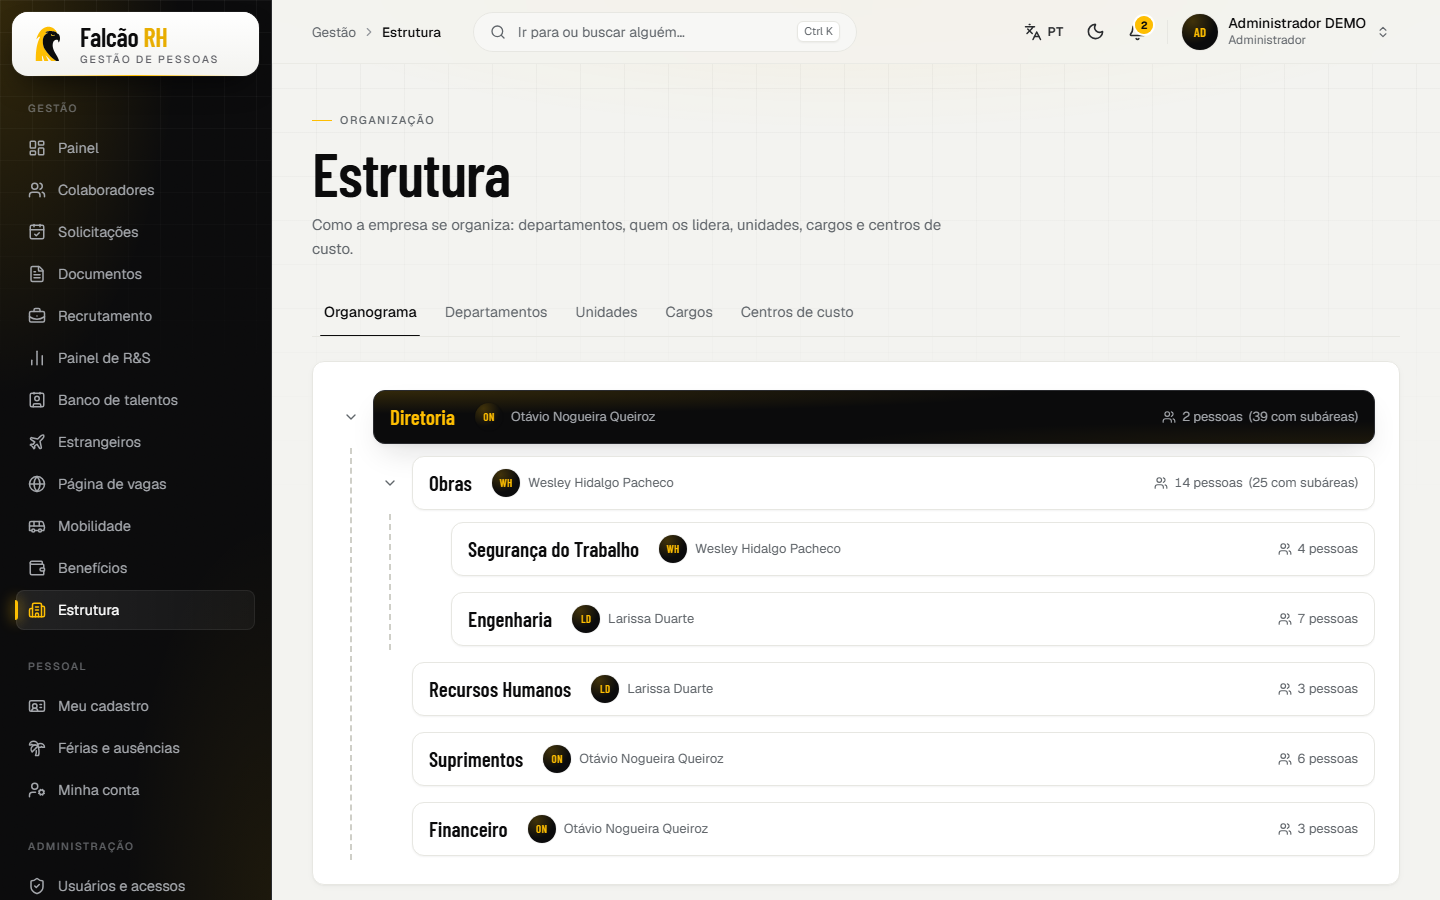 Falcão RH
GESTÃO DE PESSOAS
GESTÃO
Painel
Colaboradores
Solicitações
Documentos
Recrutamento
Painel de R&S
Banco de talentos
Estrangeiros
Página de vagas
Mobilidade
Benefícios
Estrutura
PESSOAL
Meu cadastro
Férias e ausências
Minha conta
ADMINISTRAÇÃO
Usuários e acessos
Gestão > Estrutura
Ir para ou buscar alguém...
Ctrl K
PT
2
AD
Administrador DEMO
Administrador
ORGANIZAÇÃO
Estrutura
Como a empresa se organiza: departamentos, quem os lidera, unidades, cargos e centros de
custo.
Organograma Departamentos Unidades Cargos Centros de custo
Diretoria ON Otávio Nogueira Queiroz 2 pessoas (39 com subáreas)
Obras WH Wesley Hidalgo Pacheco 14 pessoas (25 com subáreas)
Segurança do Trabalho WH Wesley Hidalgo Pacheco 4 pessoas
Engenharia LD Larissa Duarte 7 pessoas
Recursos Humanos LD Larissa Duarte 3 pessoas
Suprimentos ON Otávio Nogueira Queiroz 6 pessoas
Financeiro ON Otávio Nogueira Queiroz 3 pessoas